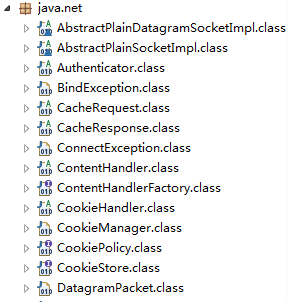 java.net
AbstractPlainDatagramSocketImpl.class
AbstractPlainSocketImpl.class
Authenticator.class
BindException.class
CacheRequest.class
CacheResponse.class
ConnectException.class
ContentHandler.class
ContentHandlerFactory.class
CookieHandler.class
CookieManager.class
CookiePolicy.class
CookieStore.class
DatagramPacket.class